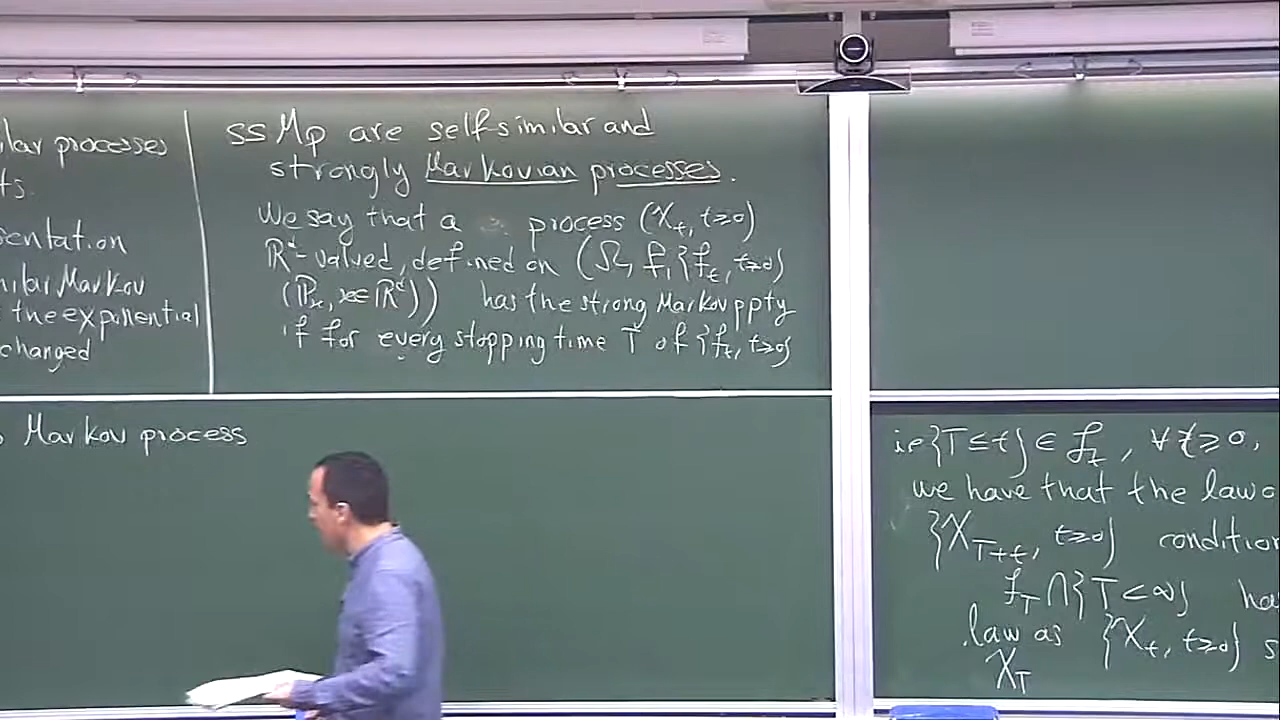 ilar processes
ts.
sentation
ilar Markov
the exponential
changed
ssMp are selfsimilar and
strongly Markovian processes.
We say that a process (X_t, t≥0)
ℝ^d-valued, defined on (Ω, F, {F_t, t≥0}
(ℙ_x, x∈ℝ^d)) has the strong Markov ppty
if for every stopping time T of {F_t, t≥0}
Markov process
ie {T≤t} ∈ F_t, ∀t≥0,
we have that the law o
{X_{T+t}, t≥0} condition
F_T ∩ {T<∞} ha
law as {X_t, t≥0} s
X_T